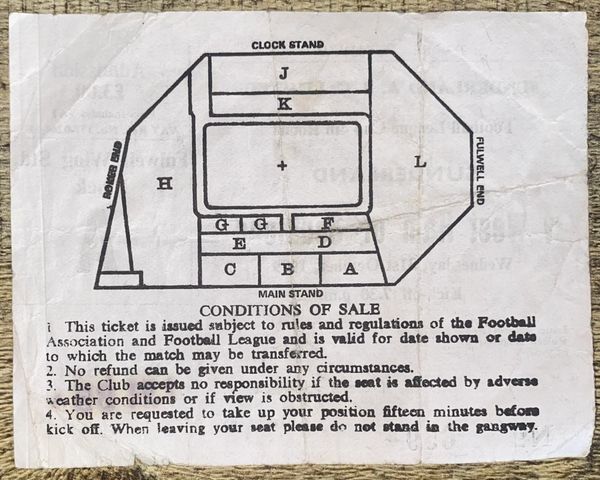 CLOCK STAND
J
K
ROKER END
H
+
L
FULWELL END
G G F
E D
C B A
MAIN STAND
CONDITIONS OF SALE
1 This ticket is issued subject to rules and regulations of the Football
Association and Football League and is valid for date shown or date
to which the match may be transferred.
2. No refund can be given under any circumstances.
3. The Club accepts no responsibility if the seat is affected by adverse
weather conditions or if view is obstructed.
4. You are requested to take up your position fifteen minutes before
kick off. When leaving your seat please do not stand in the gangway.